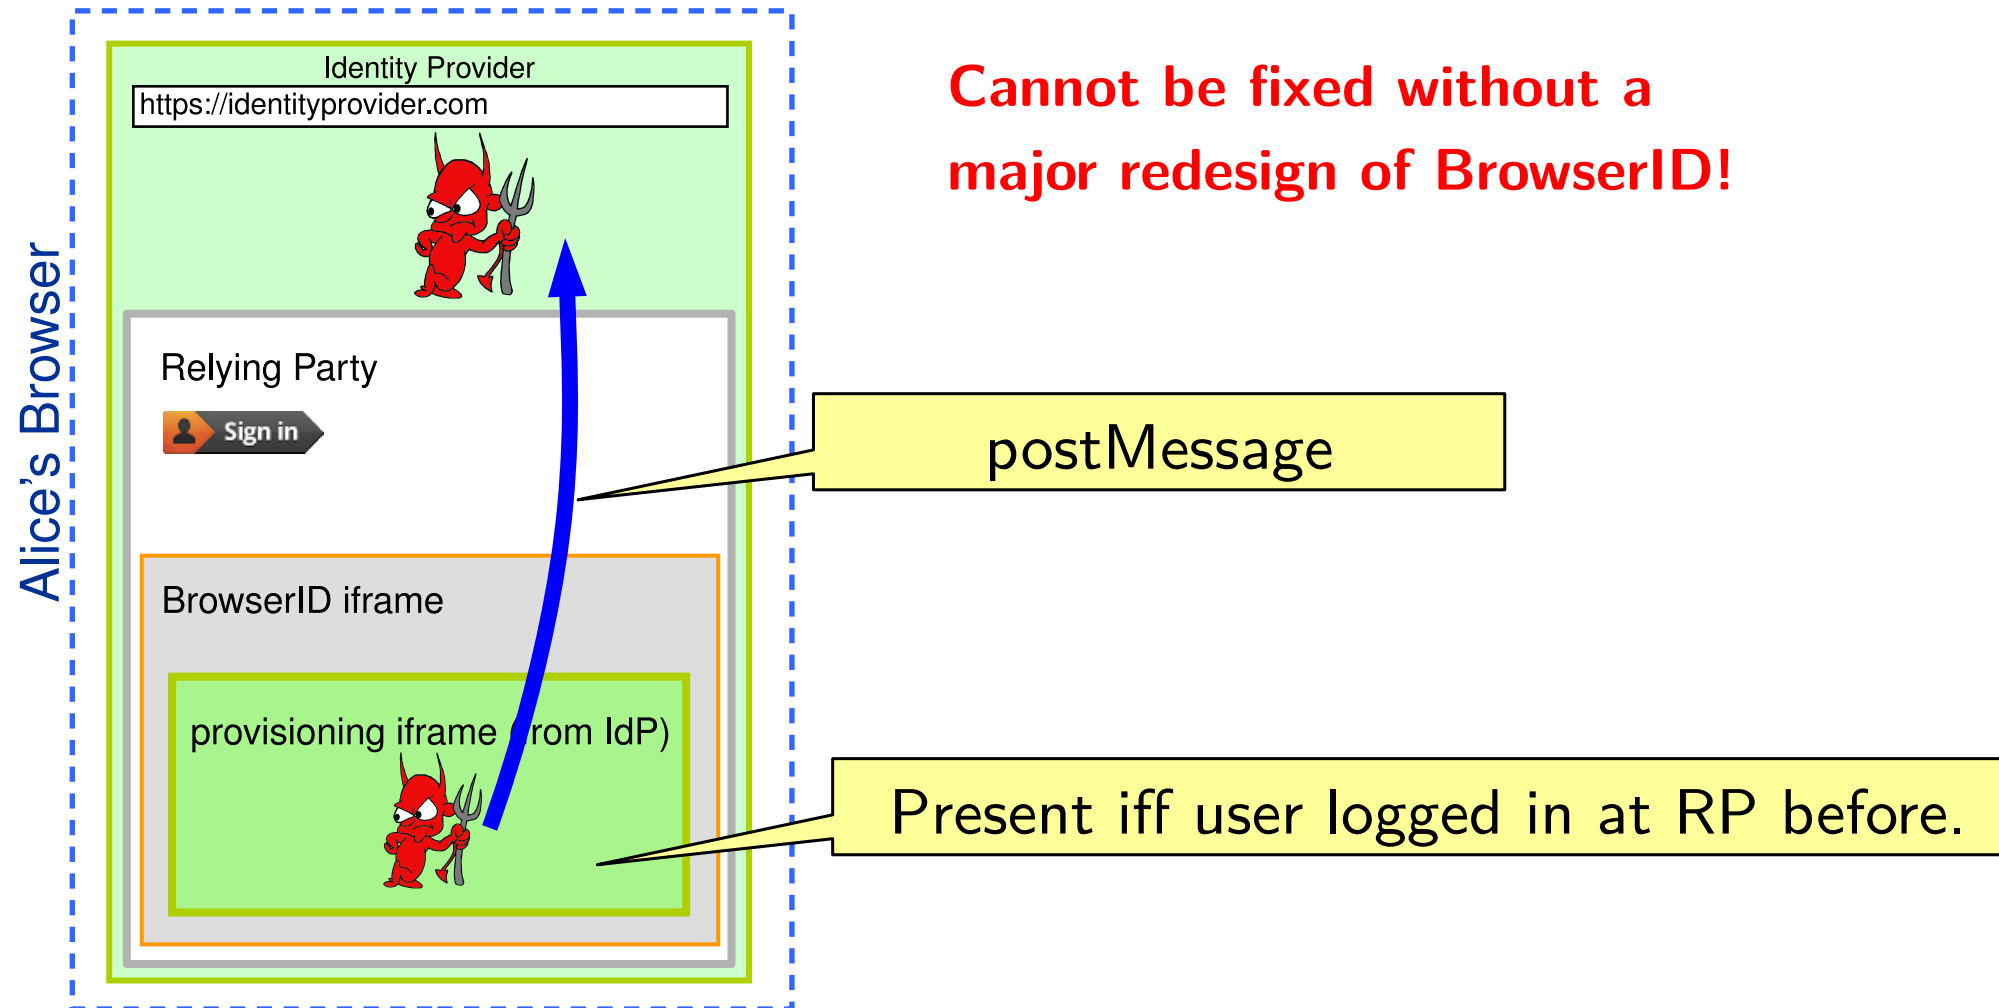 Alice's Browser
Identity Provider
https://identityprovider.com
Cannot be fixed without a
major redesign of BrowserID!
Relying Party
Sign in
postMessage
BrowserID iframe
provisioning iframe (from IdP)
Present iff user logged in at RP before.